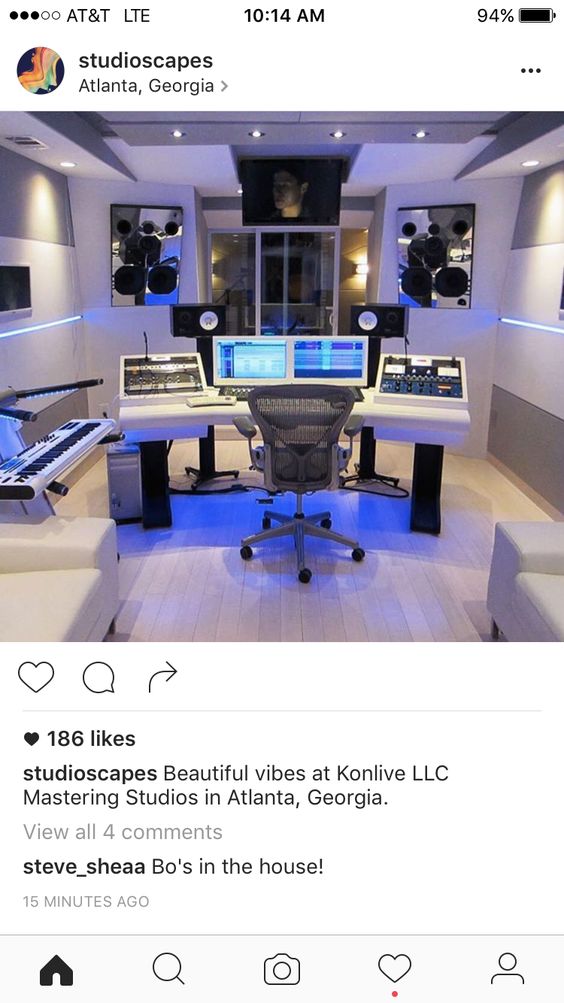 AT&T LTE 10:14 AM 94%
studioscapes
Atlanta, Georgia
186 likes
studioscapes Beautiful vibes at Konlive LLC
Mastering Studios in Atlanta, Georgia.
View all 4 comments
steve_sheaa Bo's in the house!
15 MINUTES AGO